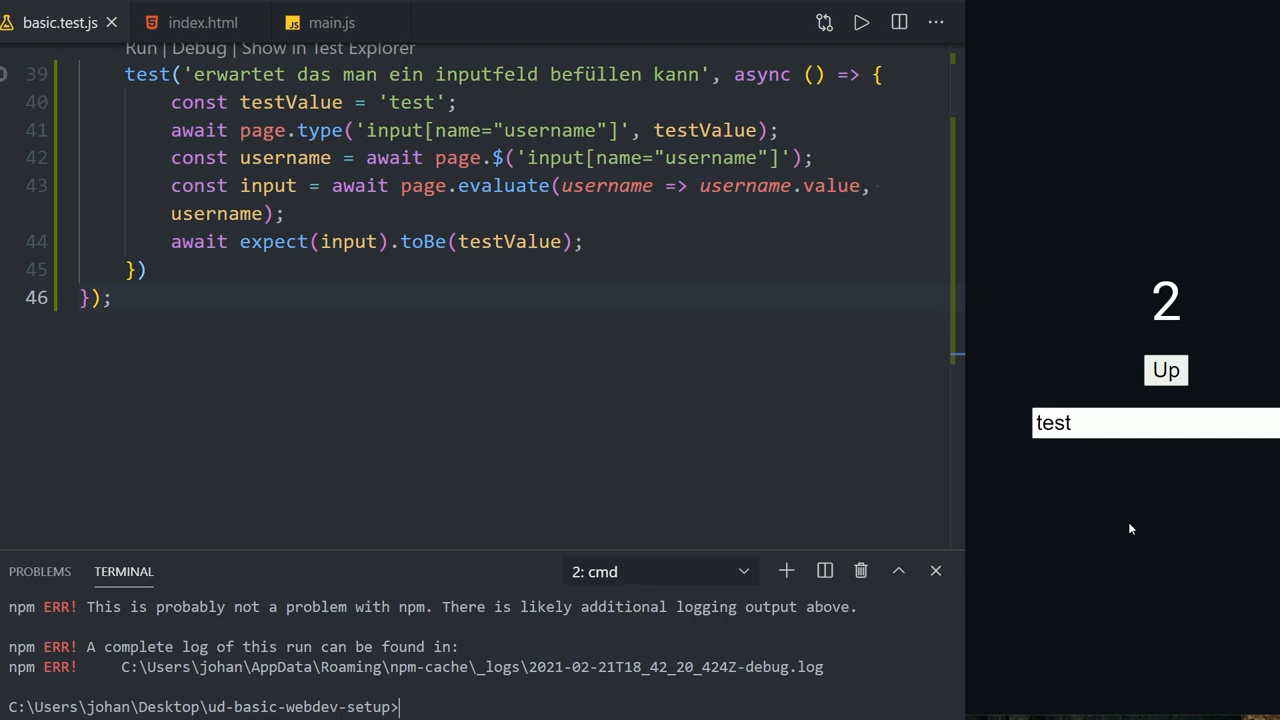 basic.test.js
index.html
JS main.js
Run | Debug | Show in Test Explorer
39 test('erwartet das man ein inputfeld befüllen kann', async () => {
40 const testValue = 'test';
41 await page.type('input[name="username"]', testValue);
42 const username = await page.$('input[name="username"]');
43 const input = await page.evaluate(username => username.value,
username);
44 await expect(input).toBe(testValue);
45 })
46 });
2
Up
test
PROBLEMS TERMINAL 2: cmd
npm ERR! This is probably not a problem with npm. There is likely additional logging output above.
npm ERR! A complete log of this run can be found in:
npm ERR! C:\Users\johan\AppData\Roaming\npm-cache\_logs\2021-02-21T18_42_20_424Z-debug.log
C:\Users\johan\Desktop\ud-basic-webdev-setup>